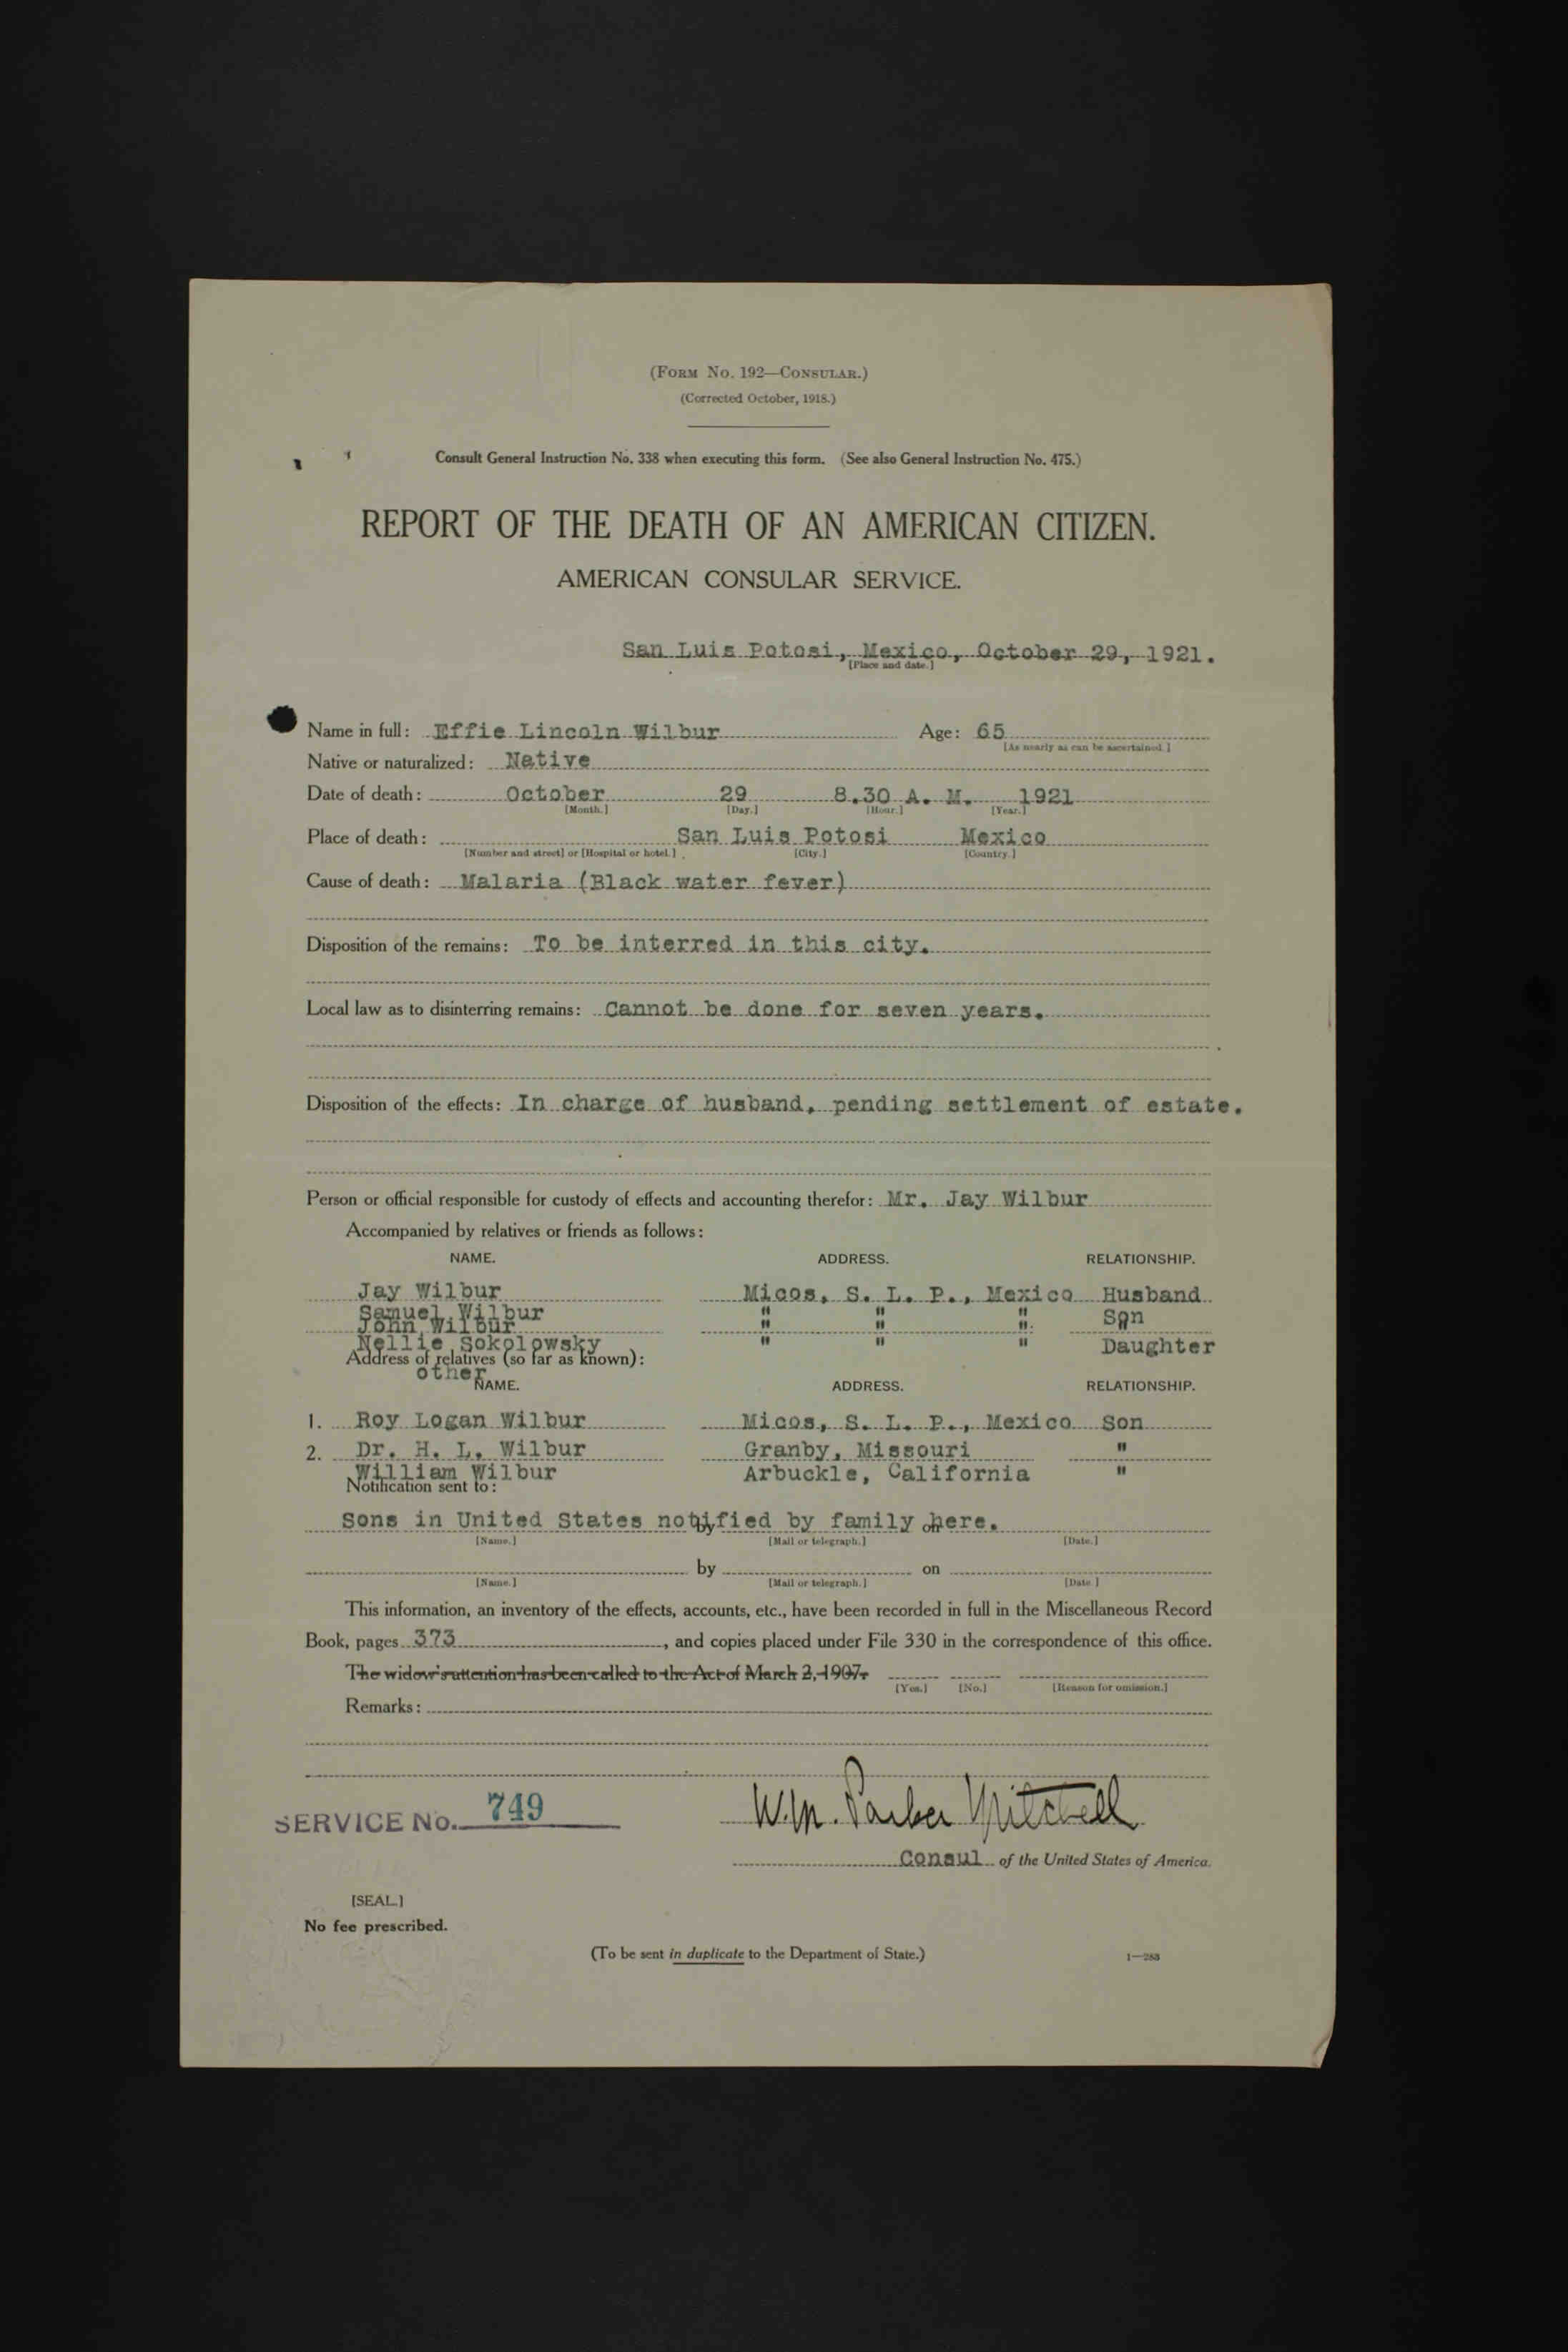 (FORM No. 192—CONSULAR.)
(Corrected October, 1918.)
Consult General Instruction No. 338 when executing this form. (See also General Instruction No. 475.)
REPORT OF THE DEATH OF AN AMERICAN CITIZEN.
AMERICAN CONSULAR SERVICE.
San Luis Potosi, Mexico, October 29, 1921.
[Place and date.]
Name in full: Effie Lincoln Wilbur Age: 65
[As nearly as can be ascertained.]
Native or naturalized: Native
Date of death: October 29 8.30 A. M. 1921
[Month.] [Day.] [Hour.] [Year.]
Place of death: San Luis Potosi Mexico
[Number and street] or [Hospital or hotel.] [City.] [Country.]
Cause of death: Malaria (Black water fever)
Disposition of the remains: To be interred in this city.
Local law as to disinterring remains: Cannot be done for seven years.
Disposition of the effects: In charge of husband, pending settlement of estate.
Person or official responsible for custody of effects and accounting therefor: Mr. Jay Wilbur
Accompanied by relatives or friends as follows:
NAME. ADDRESS. RELATIONSHIP.
Jay Wilbur Micos, S. L. P., Mexico Husband
Samuel Wilbur " " " Son
John Wilbur " " " "
Nellie Sokolowsky " " " Daughter
Address of relatives (so far as known):
other
NAME. ADDRESS. RELATIONSHIP.
1. Roy Logan Wilbur Micos, S. L. P., Mexico Son
2. Dr. H. L. Wilbur Granby, Missouri "
William Wilbur Arbuckle, California "
Notification sent to:
Sons in United States notified by family here.
by on
[Name.] [Mail or telegraph.] [Date.]
by on
[Name.] [Mail or telegraph.] [Date.]
This information, an inventory of the effects, accounts, etc., have been recorded in full in the Miscellaneous Record
Book, pages 373, and copies placed under File 330 in the correspondence of this office.
The widow's attention has been called to the Act of March 2, 1907.
[Yes.] [No.] [Reason for omission.]
Remarks:
SERVICE No. 749
W.M. Parker Mitchell
Consul of the United States of America.
[SEAL.]
No fee prescribed.
(To be sent in duplicate to the Department of State.) 1—283